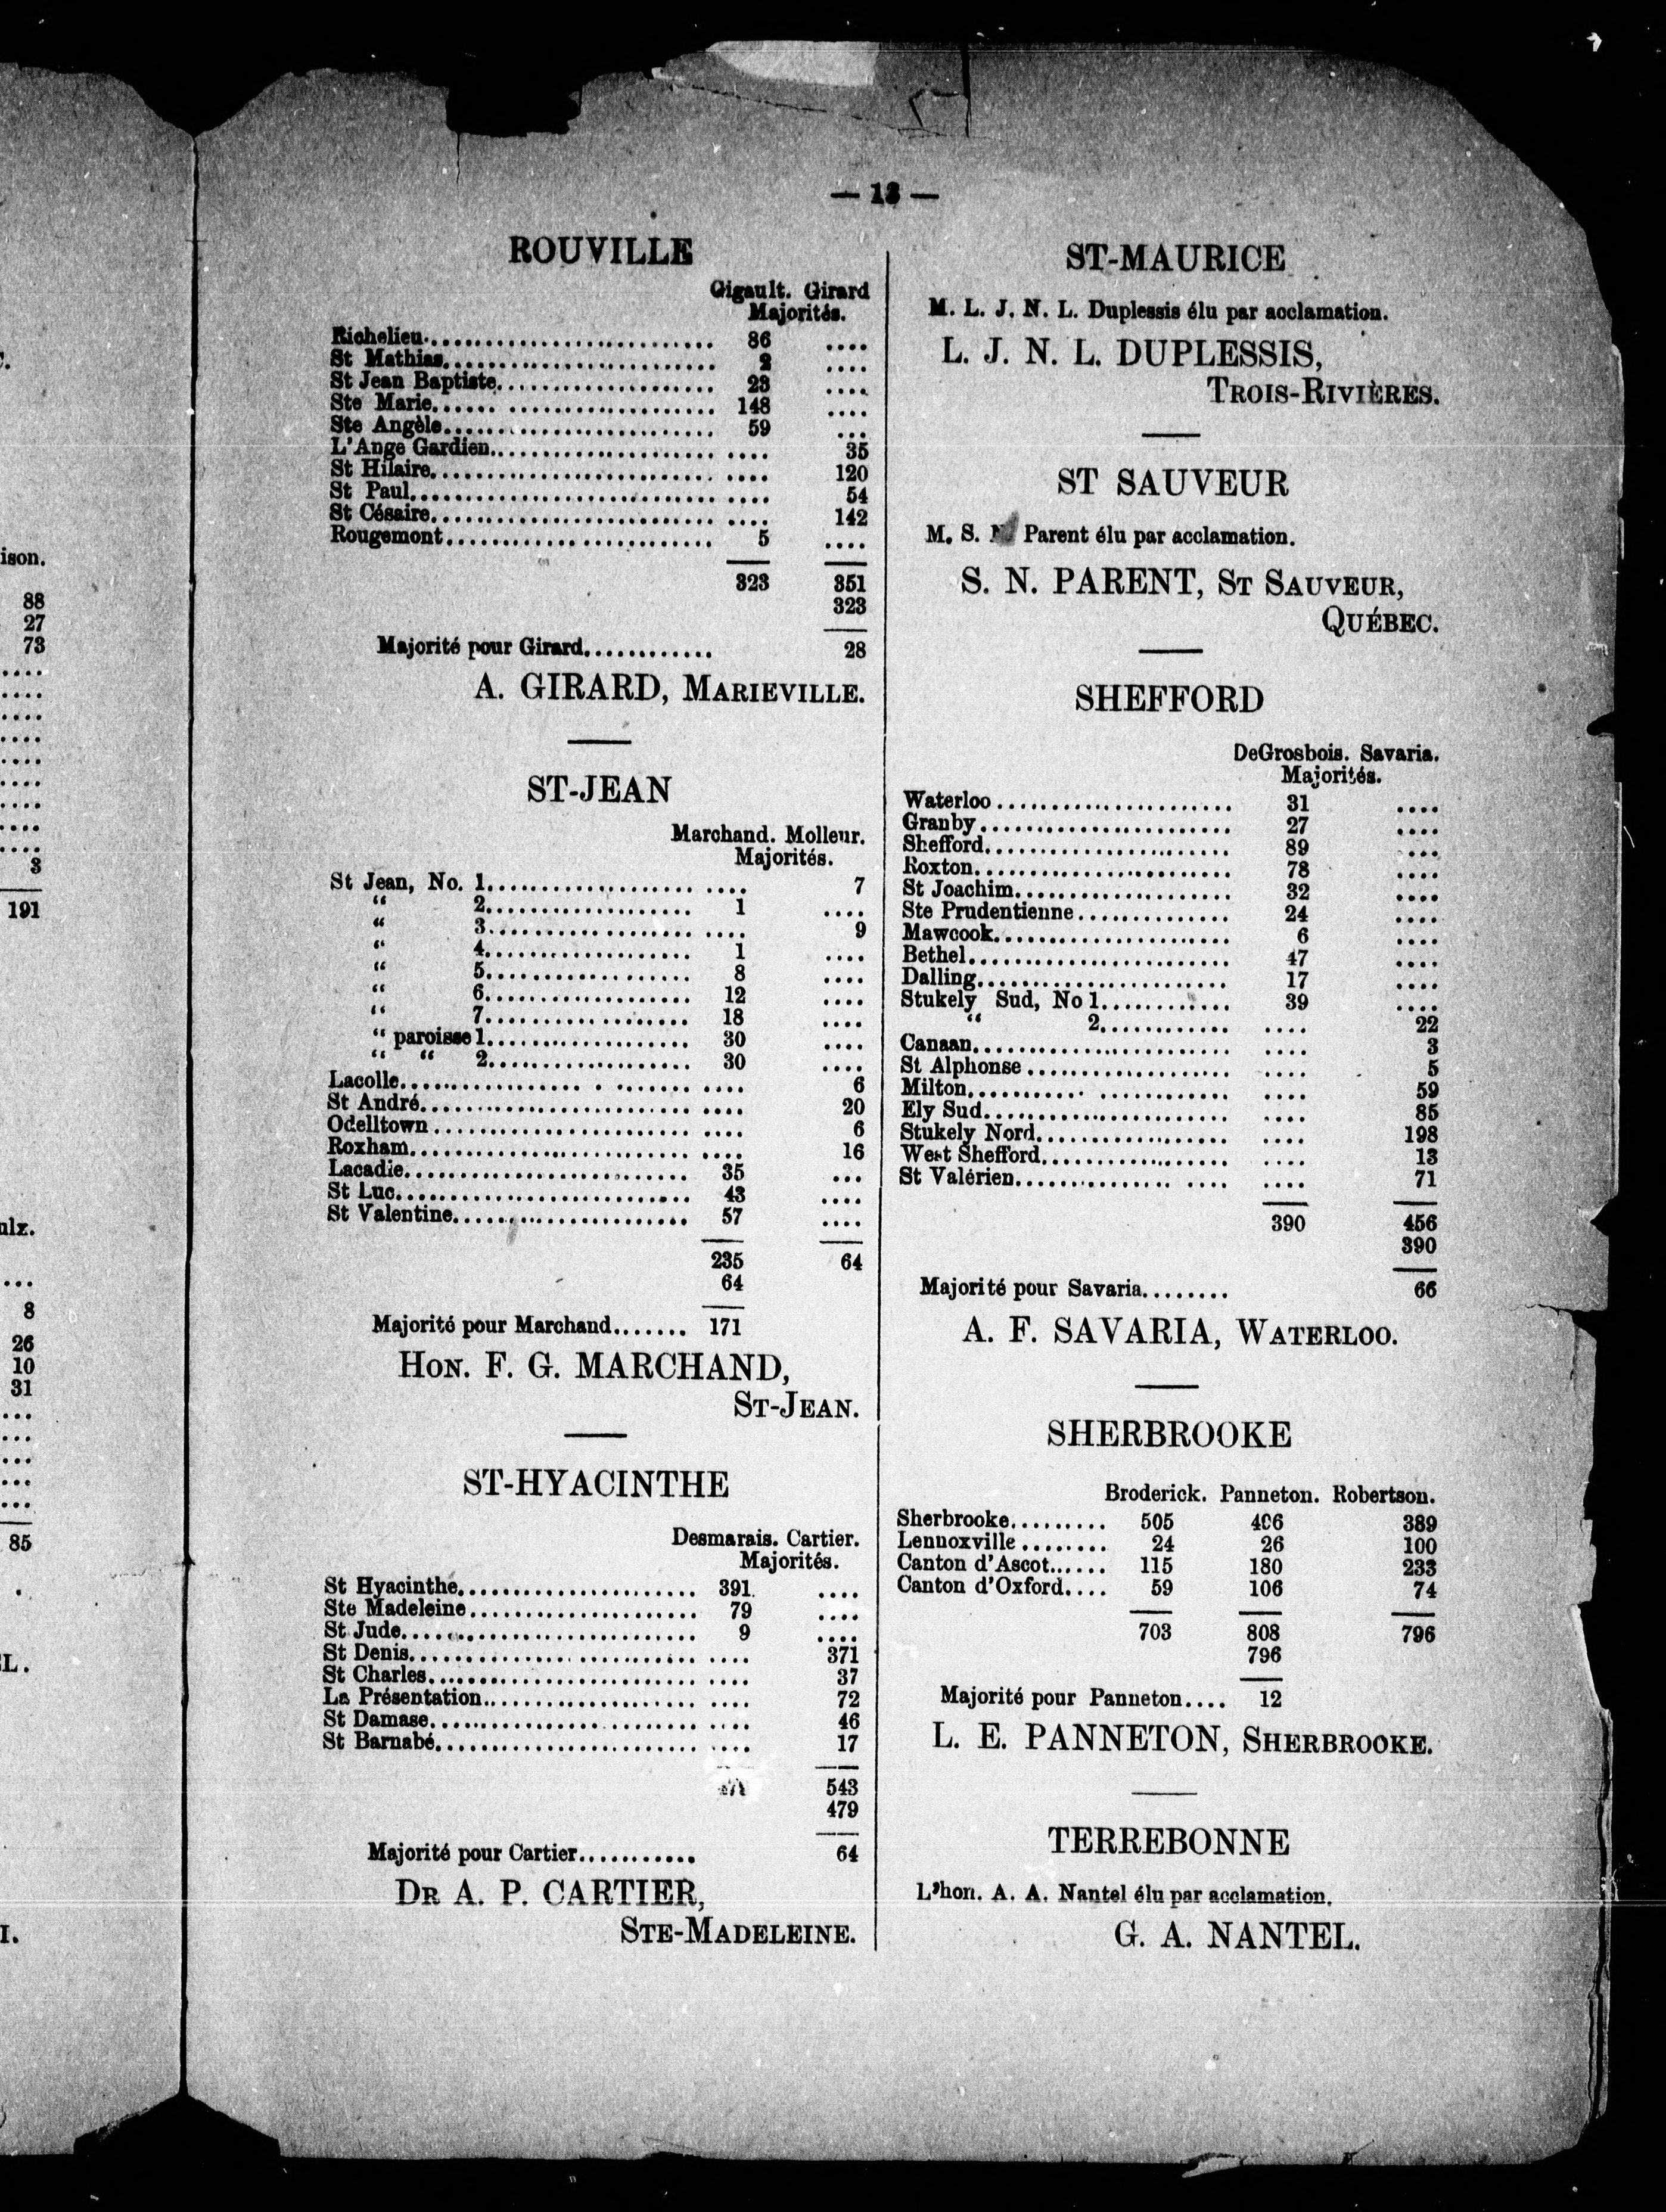 — 13 —
ROUVILLE
Gigault. Girard
Majorités.
Richelieu.......................... 86 ....
St Mathias......................... 2 ....
St Jean Baptiste.................... 23 ....
Ste Marie...... ................... 148 ....
Ste Angèle......................... 59 ...
L'Ange Gardien.................... .... 35
St Hilaire......................... .... 120
St Paul............................ .... 54
St Césaire.......................... .... 142
Rougemont........................ 5 ....
323 351
323
Majorité pour Girard............ 28
A. GIRARD, MARIEVILLE.
ST-JEAN
Marchand. Molleur.
Majorités.
St Jean, No. 1................... .... 7
“ 2................... 1 ....
“ 3................... .... 9
“ 4................... 1 ....
“ 5................... 8 ....
“ 6................... 12 ....
“ 7................... 18 ....
“ paroisse 1................... 30 ....
“ “ 2................... 30 ....
Lacolle................ . ....... .... 6
St André......................... .... 20
Odelltown....................... .... 6
Roxham.......................... .... 16
Lacadie.......................... 35 ...
St Luc........................... 43 ....
St Valentine...................... 57 ....
235 64
64
Majorité pour Marchand....... 171
HON. F. G. MARCHAND,
ST-JEAN.
ST-HYACINTHE
Desmarais. Cartier.
Majorités.
St Hyacinthe...................... 391. ....
Ste Madeleine..................... 79 ....
St Jude........................... 9 ....
St Denis.......................... .... 371
St Charles......................... .... 37
La Présentation.................... .... 72
St Damase......................... .... 46
St Barnabé........................ .... 17
543
479
Majorité pour Cartier........... 64
DR A. P. CARTIER,
STE-MADELEINE.
ST-MAURICE
M. L. J. N. L. Duplessis élu par acclamation.
L. J. N. L. DUPLESSIS,
TROIS-RIVIÈRES.
ST SAUVEUR
M. S. Parent élu par acclamation.
S. N. PARENT, ST SAUVEUR,
QUÉBEC.
SHEFFORD
DeGrosbois. Savaria.
Majorités.
Waterloo....................... 31 ....
Granby......................... 27 ....
Shefford........................ 89 ...
Roxton......................... 78 ....
St Joachim..................... 32 ....
Ste Prudentienne............... 24 ....
Mawcook...................... 6 ....
Bethel.......................... 47 ....
Dalling......................... 17 ....
Stukely Sud, No 1............ 39 ....
“ 2............ .... 22
Canaan......................... .... 3
St Alphonse................... .... 5
Milton........... ............ .... 59
Ely Sud........................ .... 85
Stukely Nord.................. .... 198
West Shefford................. .... 13
St Valérien............... .... .... 71
390 456
390
Majorité pour Savaria........ 66
A. F. SAVARIA, WATERLOO.
SHERBROOKE
Broderick. Panneton. Robertson.
Sherbrooke......... 505 406 389
Lennoxville........ 24 26 100
Canton d'Ascot...... 115 180 233
Canton d'Oxford.... 59 106 74
703 808 796
796
Majorité pour Panneton.... 12
L. E. PANNETON, SHERBROOKE.
TERREBONNE
L'hon. A. A. Nantel élu par acclamation.
G. A. NANTEL.
ison.
88
27
73
....
....
....
....
....
....
....
....
....
3
191
ulx.
...
8
26
10
31
...
...
...
...
...
85
L.
I.